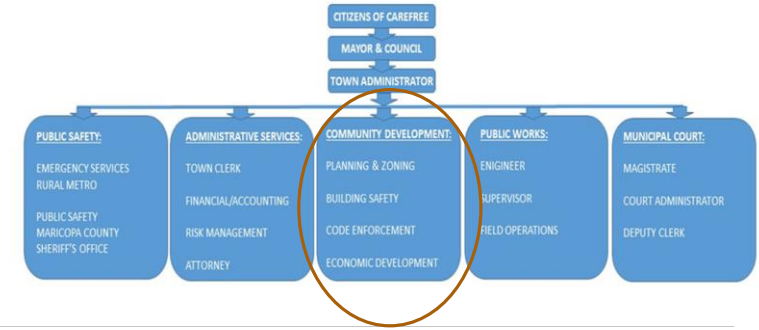 CITIZENS OF CAREFREE
MAYOR & COUNCIL
TOWN ADMINISTRATOR
PUBLIC SAFETY:
EMERGENCY SERVICES
RURAL METRO
PUBLIC SAFETY
MARICOPA COUNTY
SHERIFF'S OFFICE
ADMINISTRATIVE SERVICES:
TOWN CLERK
FINANCIAL/ACCOUNTING
RISK MANAGEMENT
ATTORNEY
COMMUNITY DEVELOPMENT:
PLANNING & ZONING
BUILDING SAFETY
CODE ENFORCEMENT
ECONOMIC DEVELOPMENT
PUBLIC WORKS:
ENIGINEER
SUPERVISOR
FIELD OPERATIONS
MUNICIPAL COURT:
MAGISTRATE
COURT ADMINISTRATOR
DEPUTY CLERK